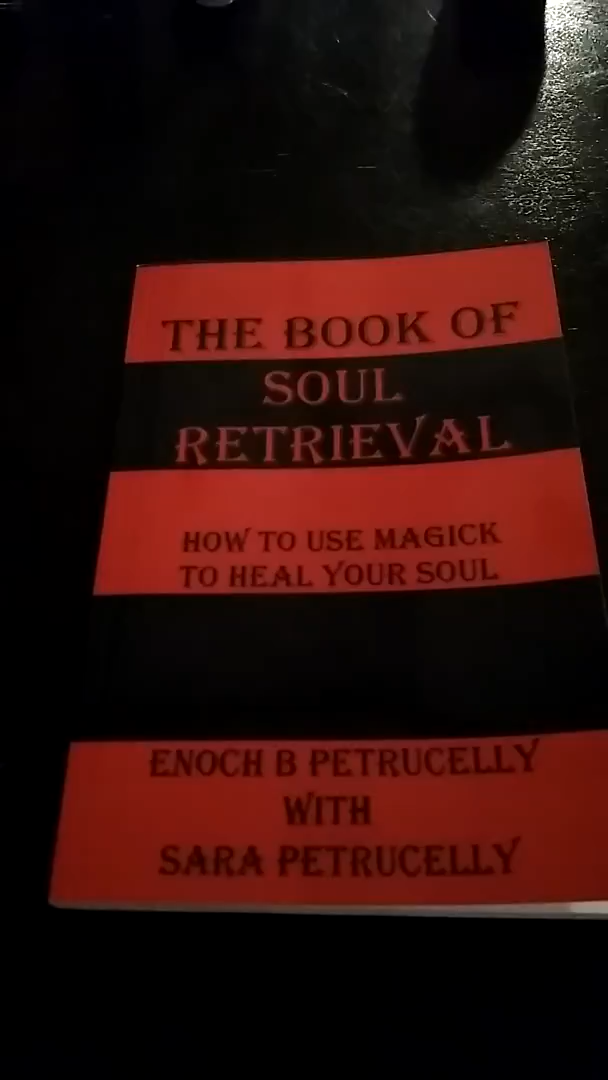 THE BOOK OF
SOUL
RETRIEVAL
HOW TO USE MAGICK
TO HEAL YOUR SOUL
ENOCH B PETRUCELLY
WITH
SARA PETRUCELLY